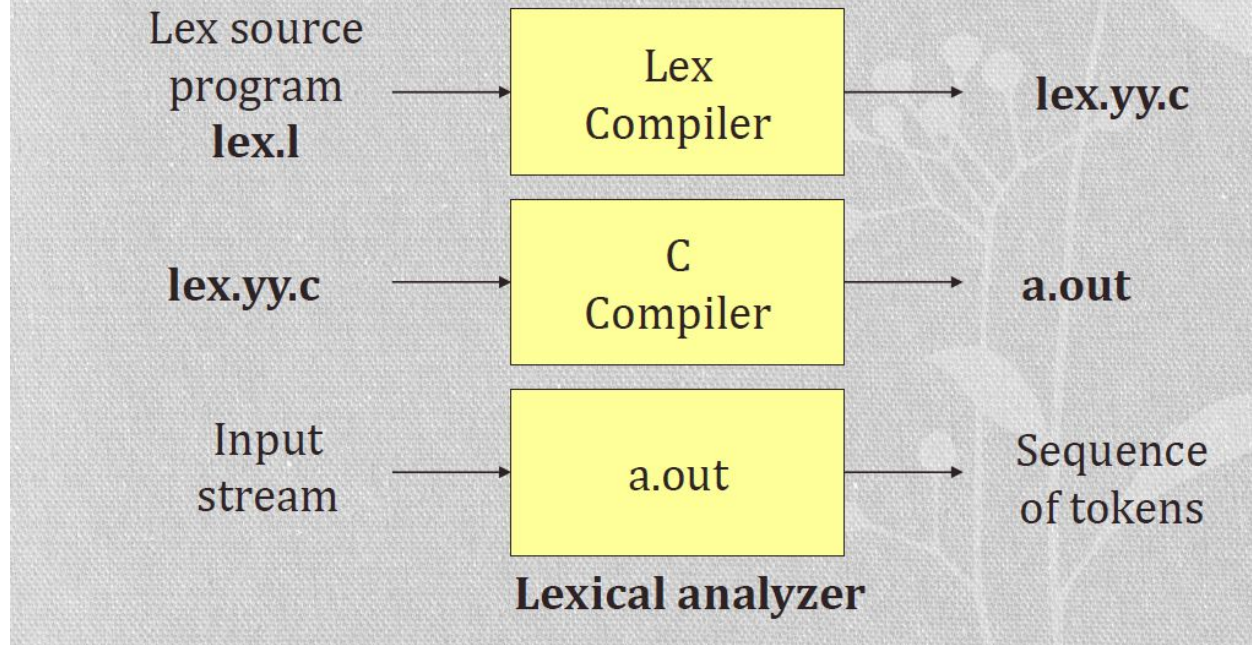 Lex source
program
lex.l
Lex
Compiler
lex.yy.c
lex.yy.c
C
Compiler
a.out
Input
stream
a.out
Sequence
of tokens
Lexical analyzer